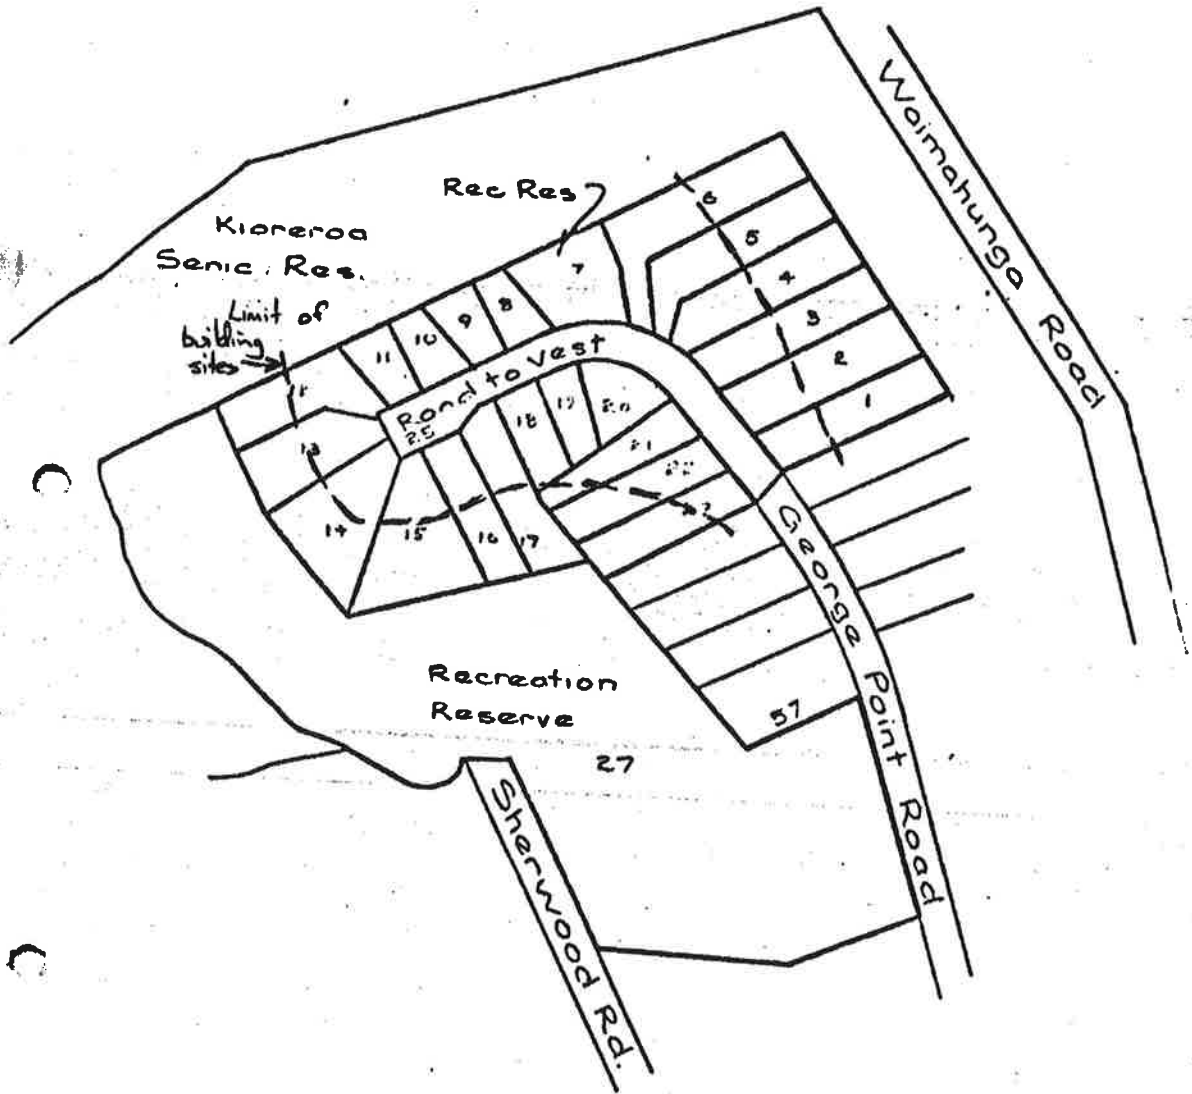 Waimahunga Road
Rec Res
Kioreroa
Senic. Res.
Limit of
building
sites
6
5
4
3
2
1
7
8
9
10
11
13
14
15
16
17
18
19
20
21
22
Road to Vest
25
George Point Road
57
Recreation
Reserve
27
Sherwood Rd.